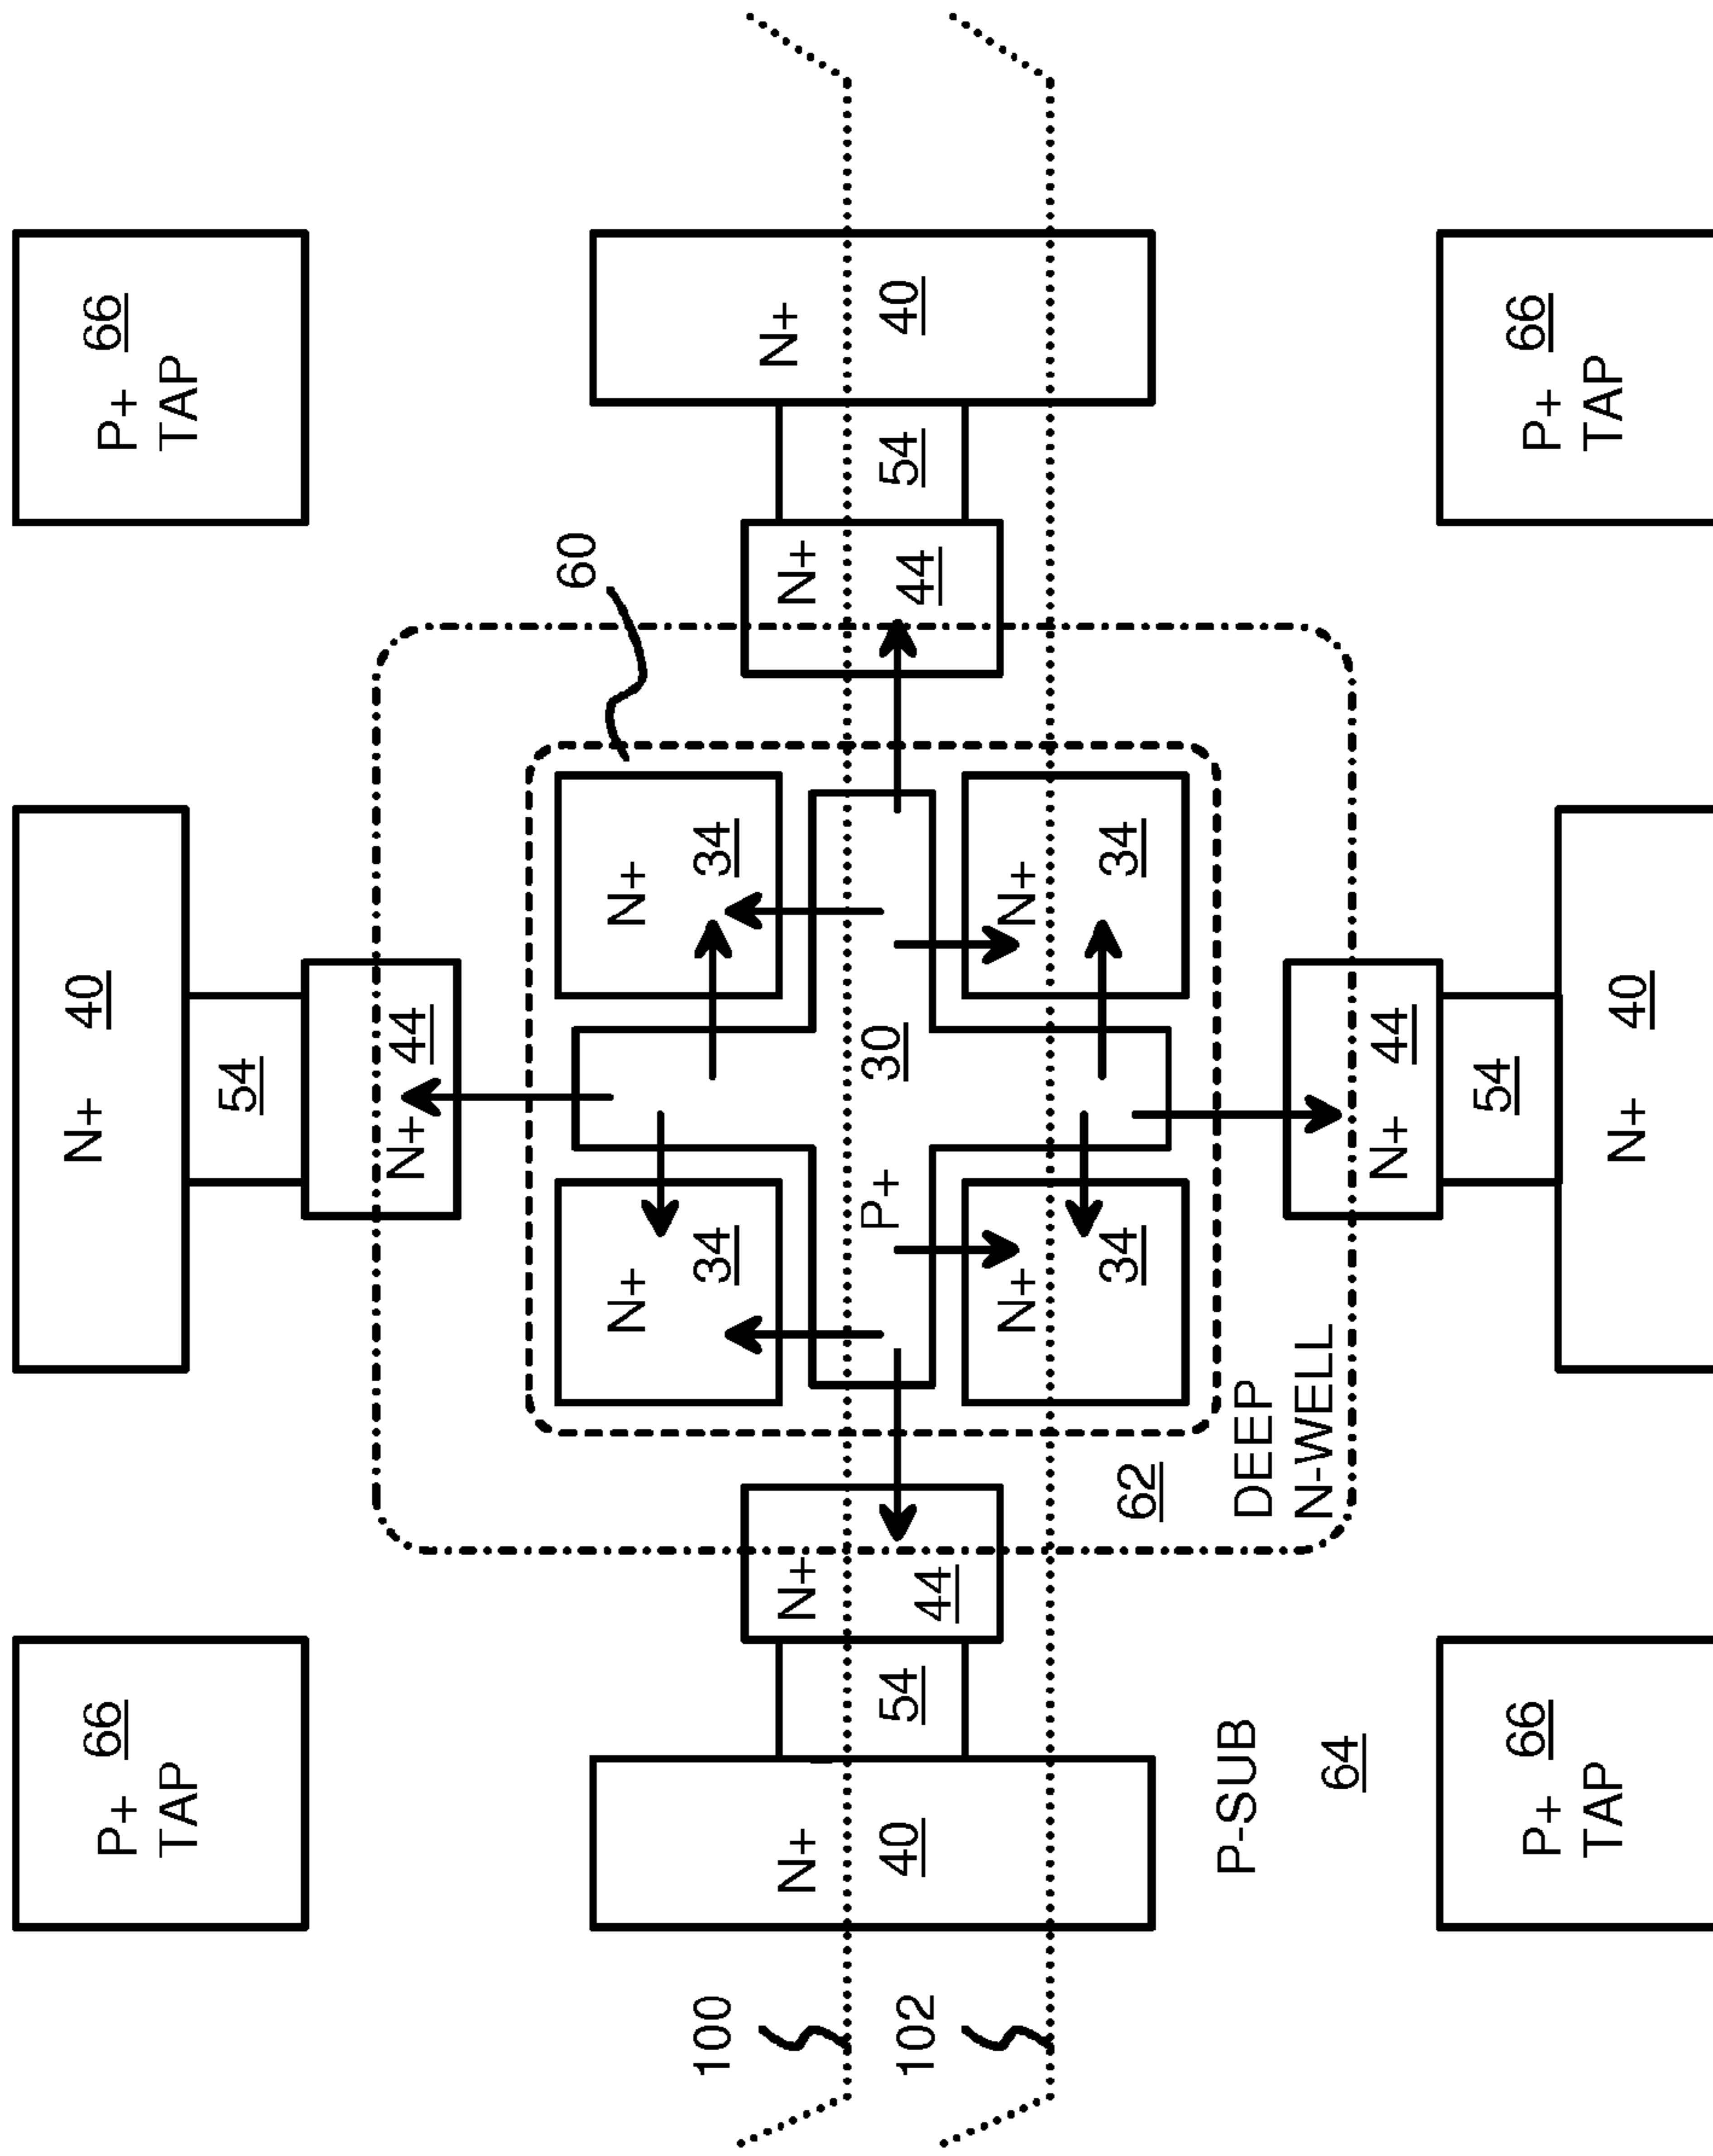 P+ 66
TAP
N+ 40
P+ 66
TAP
54
N+ 44
60
N+
34
N+
34
100
N+
40
54
N+
44
P+ 30
N+
44
54
N+
40
102
N+
34
N+
34
62
DEEP
N-WELL
P-SUB
64
N+ 44
54
P+ 66
TAP
N+ 40
P+ 66
TAP